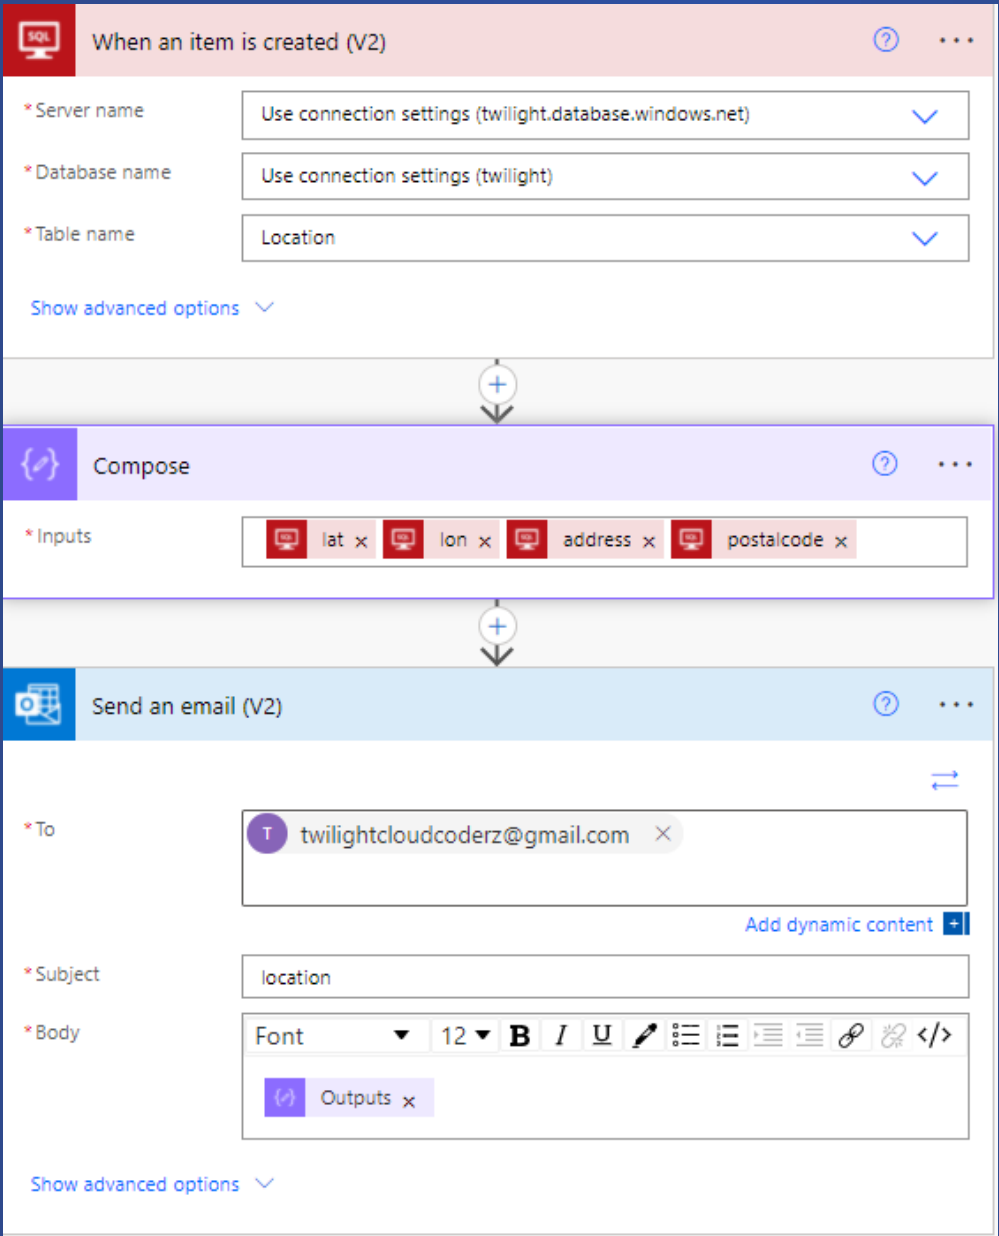 SQL
When an item is created (V2)
* Server name
Use connection settings (twilight.database.windows.net)
* Database name
Use connection settings (twilight)
* Table name
Location
Show advanced options
Compose
* Inputs
lat × lon × address × postalcode ×
Send an email (V2)
* To
T twilightcloudcoderz@gmail.com ×
Add dynamic content +
* Subject
location
* Body
Font 12 B I U </>
Outputs ×
Show advanced options